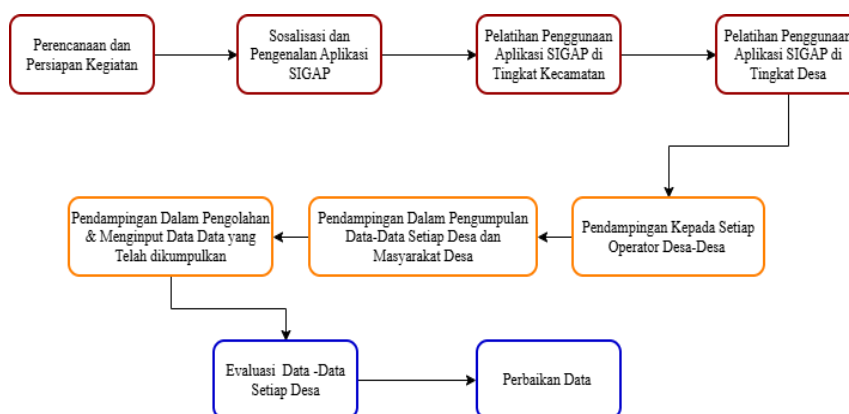 Perencanaan dan
Persiapan Kegiatan
Sosalisasi dan
Pengenalan Aplikasi
SIGAP
Pelatihan Penggunaan
Aplikasi SIGAP di
Tingkat Kecamatan
Pelatihan Penggunaan
Aplikasi SIGAP di
Tingkat Desa
Pendampingan Kepada Setiap
Operator Desa-Desa
Pendampingan Dalam Pengumpulan
Data-Data Setiap Desa dan
Masyarakat Desa
Pendampingan Dalam Pengolahan
& Menginput Data Data yang
Telah dikumpulkan
Evaluasi Data -Data
Setiap Desa
Perbaikan Data